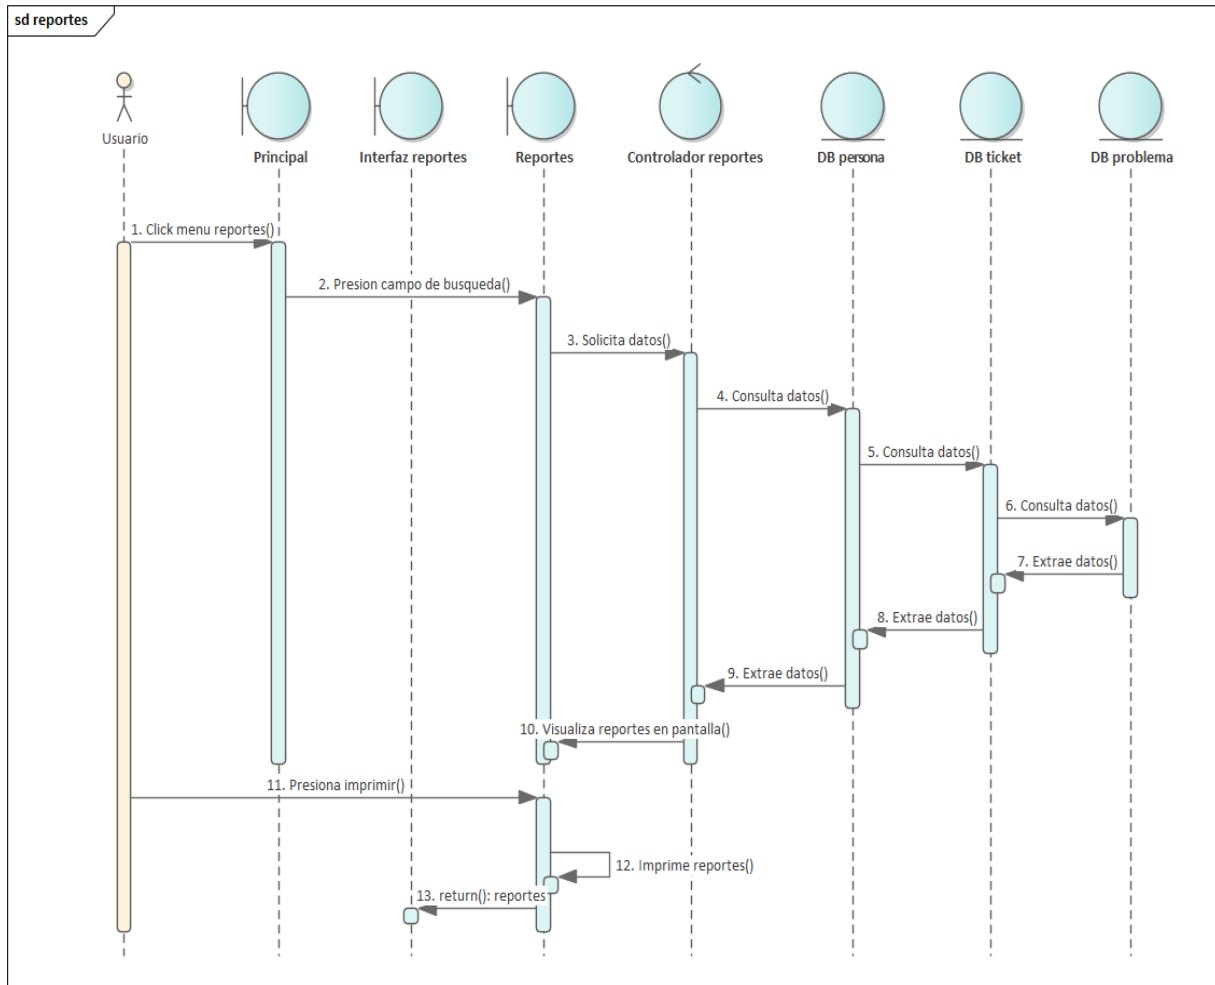 sd reportes
Usuario
Principal
Interfaz reportes
Reportes
Controlador reportes
DB persona
DB ticket
DB problema
1. Click menu reportes()
2. Presion campo de busqueda()
3. Solicita datos()
4. Consulta datos()
5. Consulta datos()
6. Consulta datos()
7. Extrae datos()
8. Extrae datos()
9. Extrae datos()
10. Visualiza reportes en pantalla()
11. Presiona imprimir()
12. Imprime reportes()
13. return(): reportes